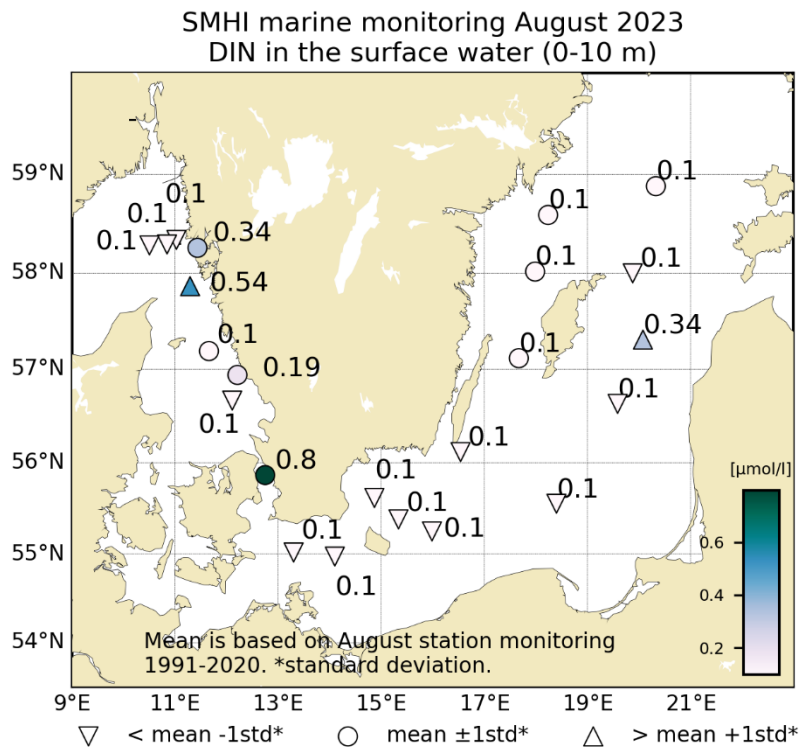 SMHI marine monitoring August 2023
DIN in the surface water (0-10 m)
59°N
58°N
57°N
56°N
55°N
54°N
0.1
0.1
0.1
0.34
0.54
0.1
0.19
0.1
0.8
0.1
0.1
0.1
0.1
0.1
0.1
0.1
0.1
0.1
0.1
0.1
0.1
0.34
0.1
[µmol/l]
0.6
0.4
0.2
Mean is based on August station monitoring
1991-2020. *standard deviation.
9°E 11°E 13°E 15°E 17°E 19°E 21°E
< mean -1std* mean ±1std* > mean +1std*